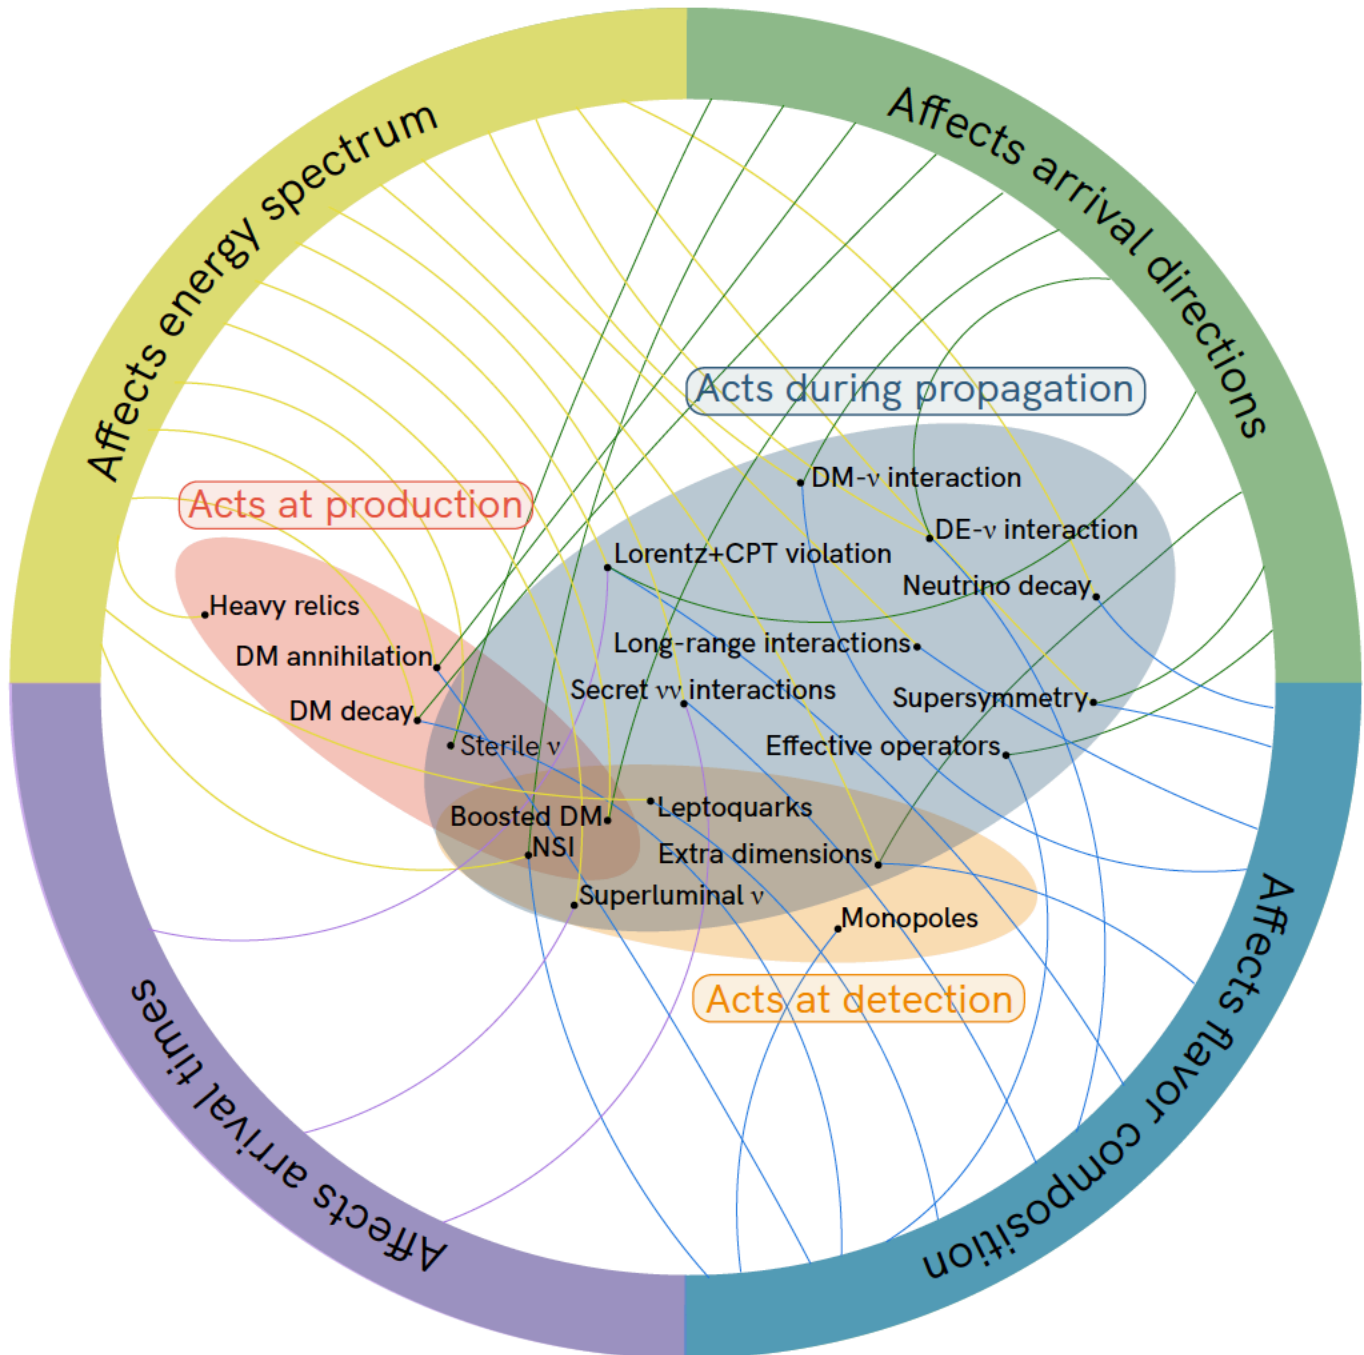 Affects energy spectrum
Affects arrival directions
Acts during propagation
DM-ν interaction
Acts at production
DE-ν interaction
Lorentz+CPT violation
Neutrino decay
Heavy relics
Long-range interactions
DM annihilation
Secret νν interactions
Supersymmetry
DM decay
Sterile ν
Effective operators
Leptoquarks
Boosted DM
NSI
Extra dimensions
Superluminal ν
Monopoles
Acts at detection
Affects arrival times
Affects flavor composition